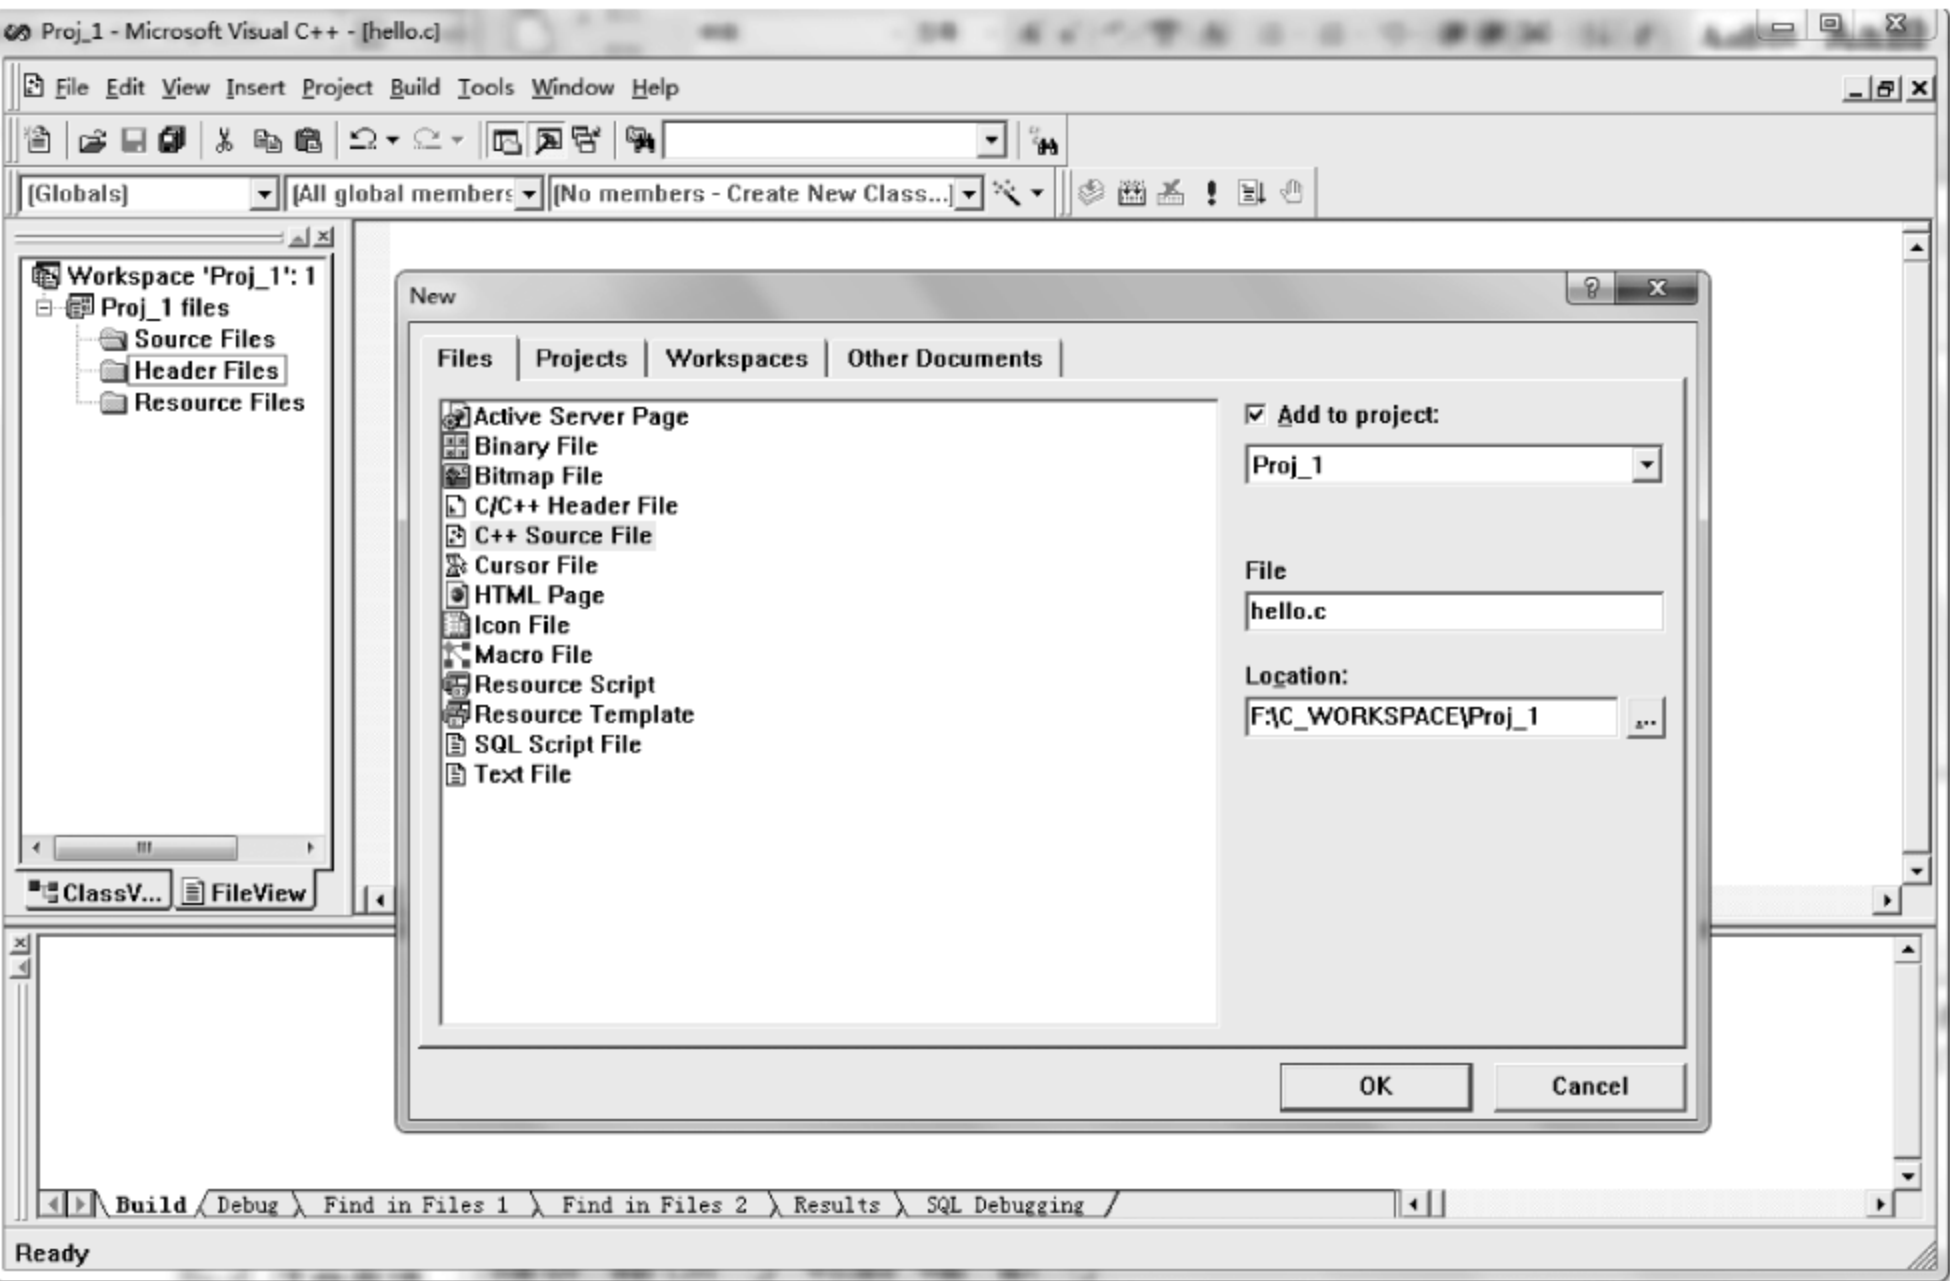 Proj_1 - Microsoft Visual C++ - [hello.c]
File Edit View Insert Project Build Tools Window Help
(Globals) (All global members (No members - Create New Class...)
Workspace 'Proj_1': 1
Proj_1 files
Source Files
Header Files
Resource Files
ClassV... FileView
New
Files Projects Workspaces Other Documents
Active Server Page
Binary File
Bitmap File
C/C++ Header File
C++ Source File
Cursor File
HTML Page
Icon File
Macro File
Resource Script
Resource Template
SQL Script File
Text File
Add to project:
Proj_1
File
hello.c
Location:
F:\C_WORKSPACE\Proj_1
...
OK Cancel
Build Debug Find in Files 1 Find in Files 2 Results SQL Debugging
Ready